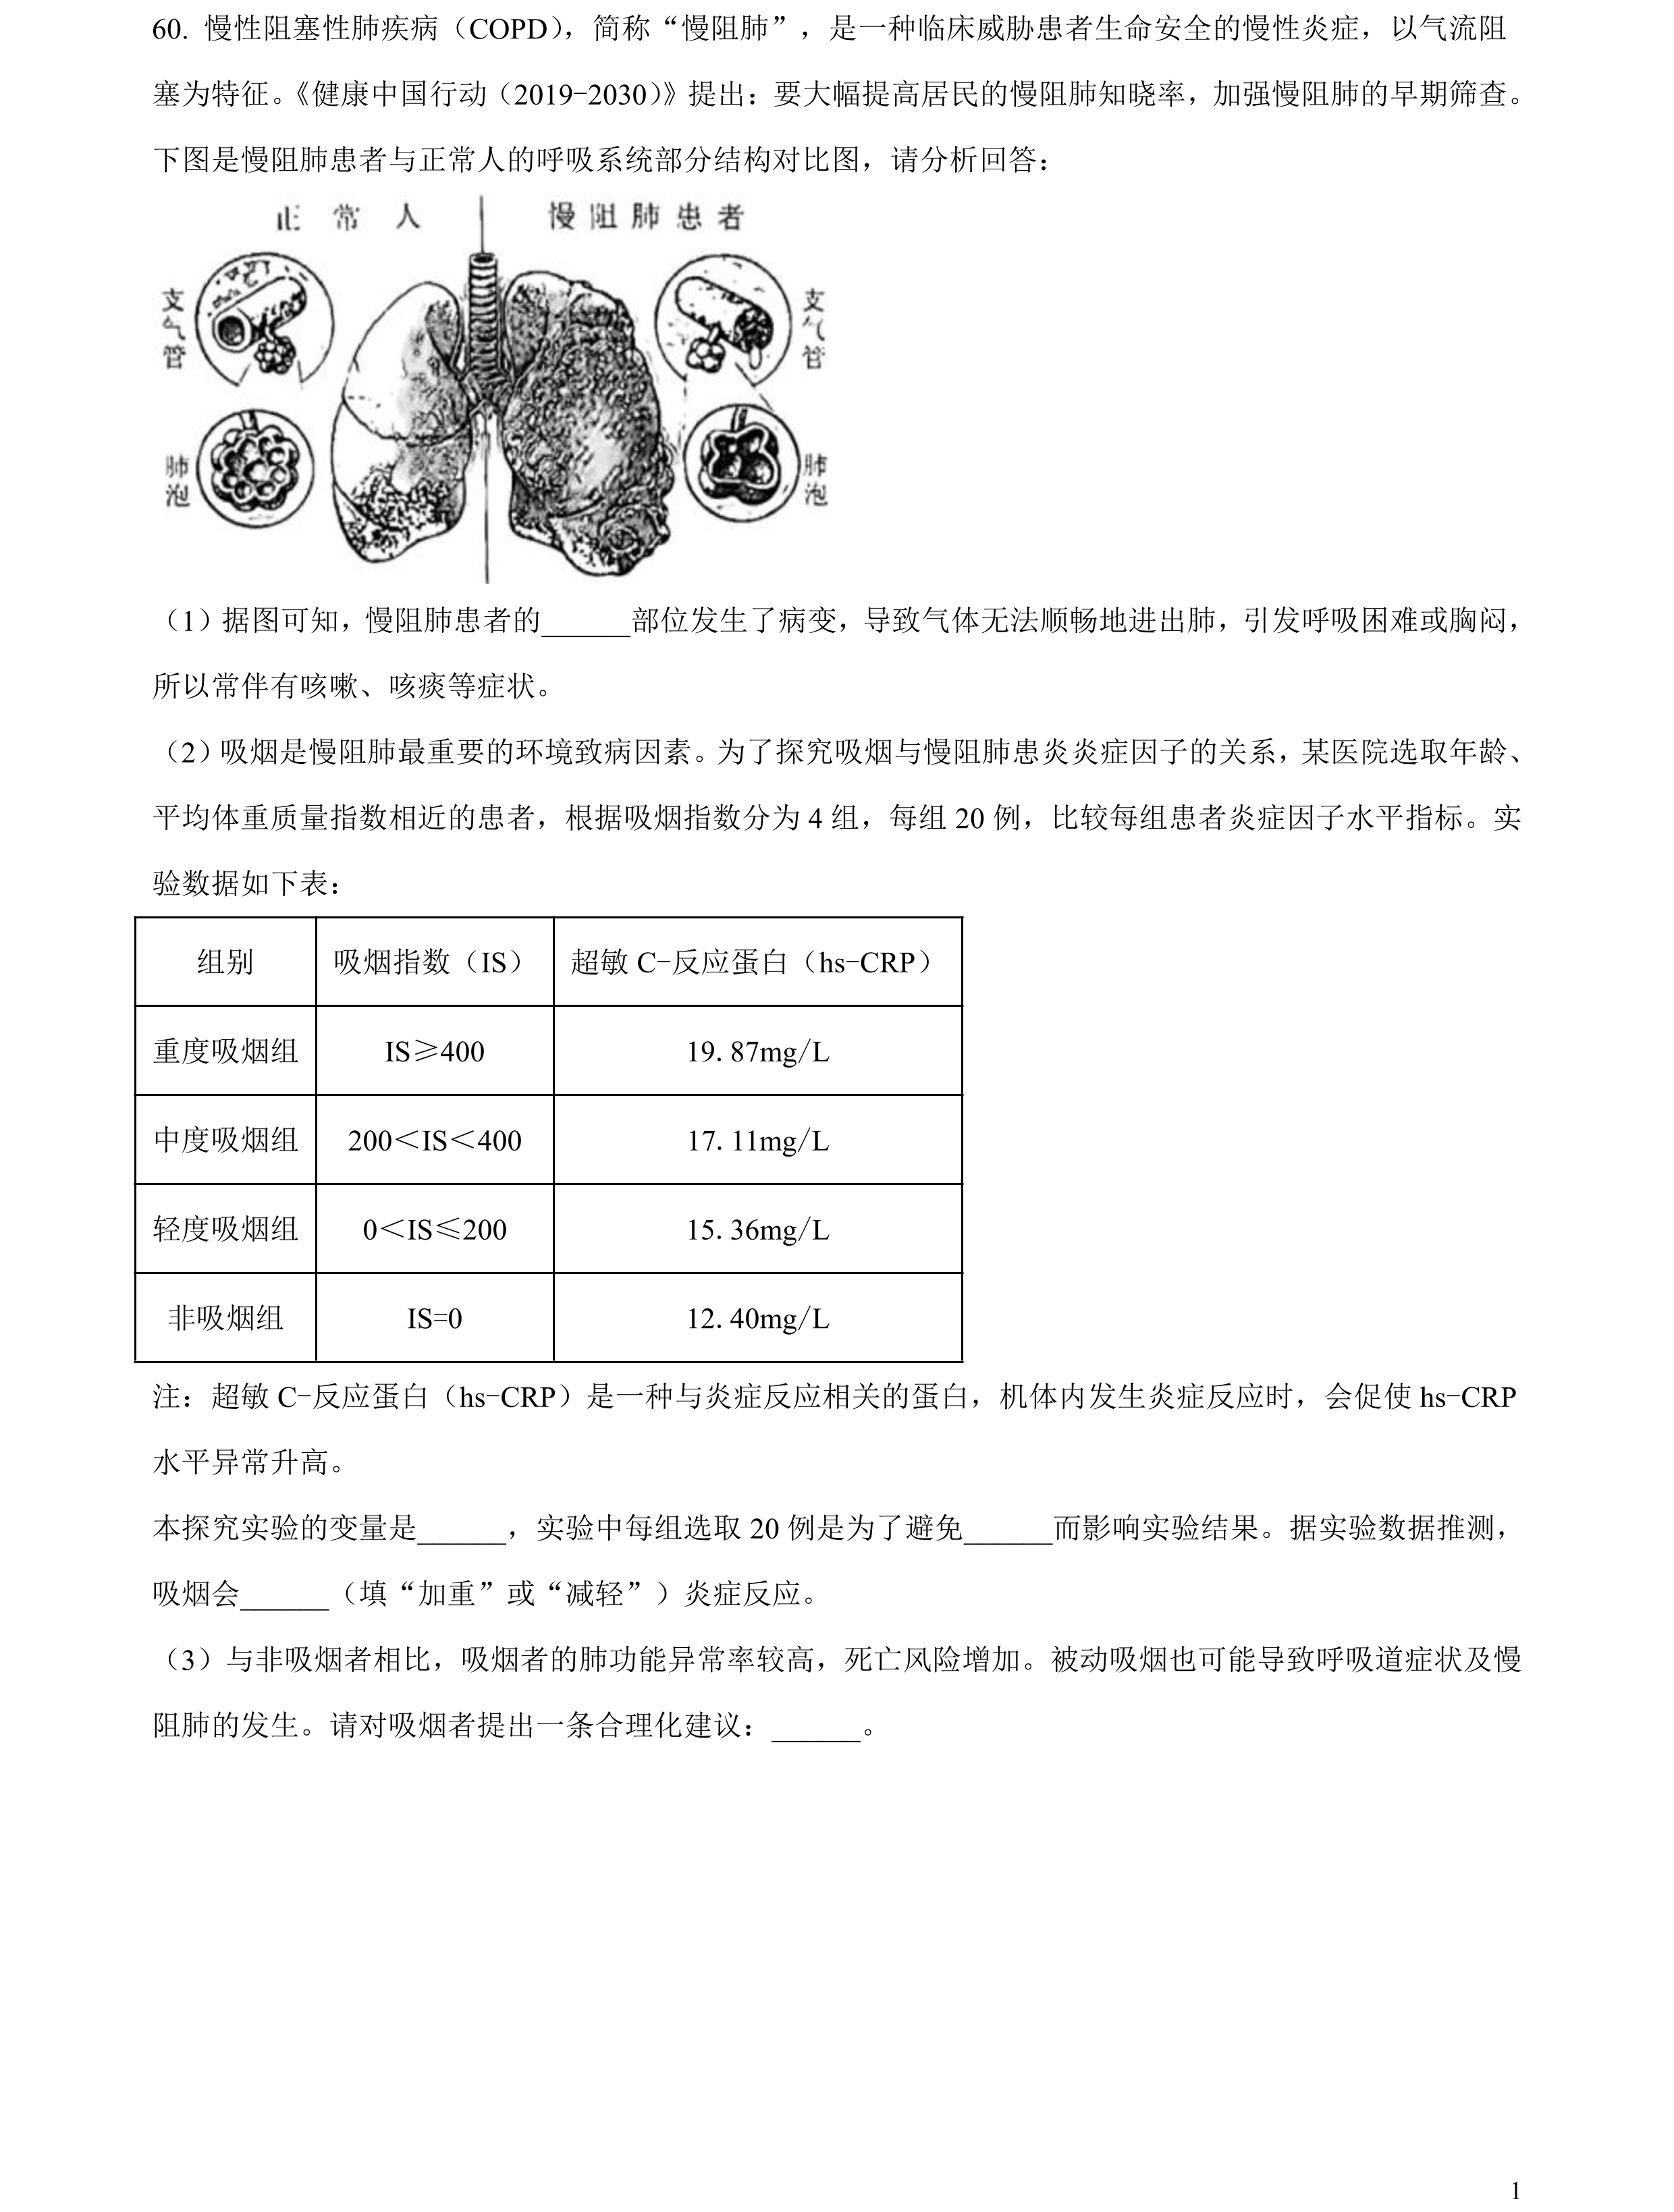 60. 慢性阻塞性肺疾病（COPD），简称“慢阻肺”，是一种临床威胁患者生命安全的慢性炎症，以气流阻
塞为特征。《健康中国行动（2019-2030）》提出：要大幅提高居民的慢阻肺知晓率，加强慢阻肺的早期筛查。
下图是慢阻肺患者与正常人的呼吸系统部分结构对比图，请分析回答：
正常人 慢阻肺患者
支气管 支气管
肺泡 肺泡
（1）据图可知，慢阻肺患者的______部位发生了病变，导致气体无法顺畅地进出肺，引发呼吸困难或胸闷，
所以常伴有咳嗽、咳痰等症状。
（2）吸烟是慢阻肺最重要的环境致病因素。为了探究吸烟与慢阻肺患炎炎症因子的关系，某医院选取年龄、
平均体重质量指数相近的患者，根据吸烟指数分为 4 组，每组 20 例，比较每组患者炎症因子水平指标。实
验数据如下表：
组别 吸烟指数（IS） 超敏 C-反应蛋白（hs-CRP）
重度吸烟组 IS≥400 19. 87mg/L
中度吸烟组 200＜IS＜400 17. 11mg/L
轻度吸烟组 0＜IS≤200 15. 36mg/L
非吸烟组 IS=0 12. 40mg/L
注：超敏 C-反应蛋白（hs-CRP）是一种与炎症反应相关的蛋白，机体内发生炎症反应时，会促使 hs-CRP
水平异常升高。
本探究实验的变量是______，实验中每组选取 20 例是为了避免______而影响实验结果。据实验数据推测，
吸烟会______（填“加重”或“减轻”）炎症反应。
（3）与非吸烟者相比，吸烟者的肺功能异常率较高，死亡风险增加。被动吸烟也可能导致呼吸道症状及慢
阻肺的发生。请对吸烟者提出一条合理化建议：______。
1